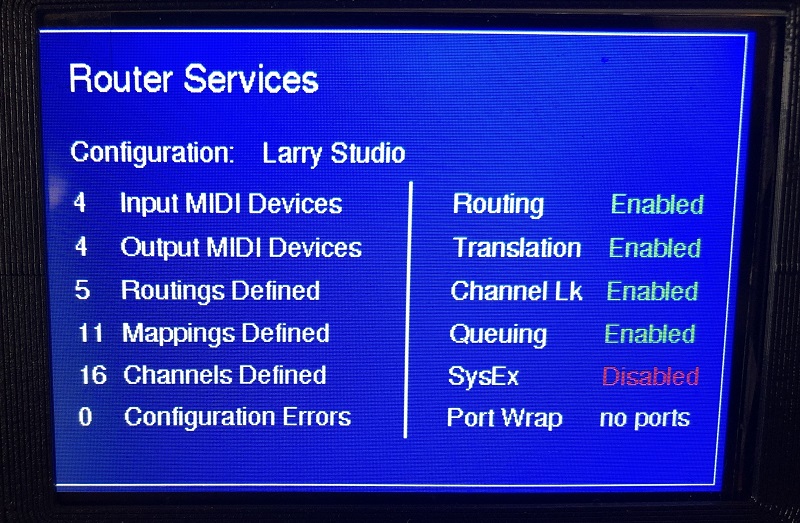 Router Services
Configuration: Larry Studio
4 Input MIDI Devices
4 Output MIDI Devices
5 Routings Defined
11 Mappings Defined
16 Channels Defined
0 Configuration Errors
Routing Enabled
Translation Enabled
Channel Lk Enabled
Queuing Enabled
SysEx Disabled
Port Wrap no ports